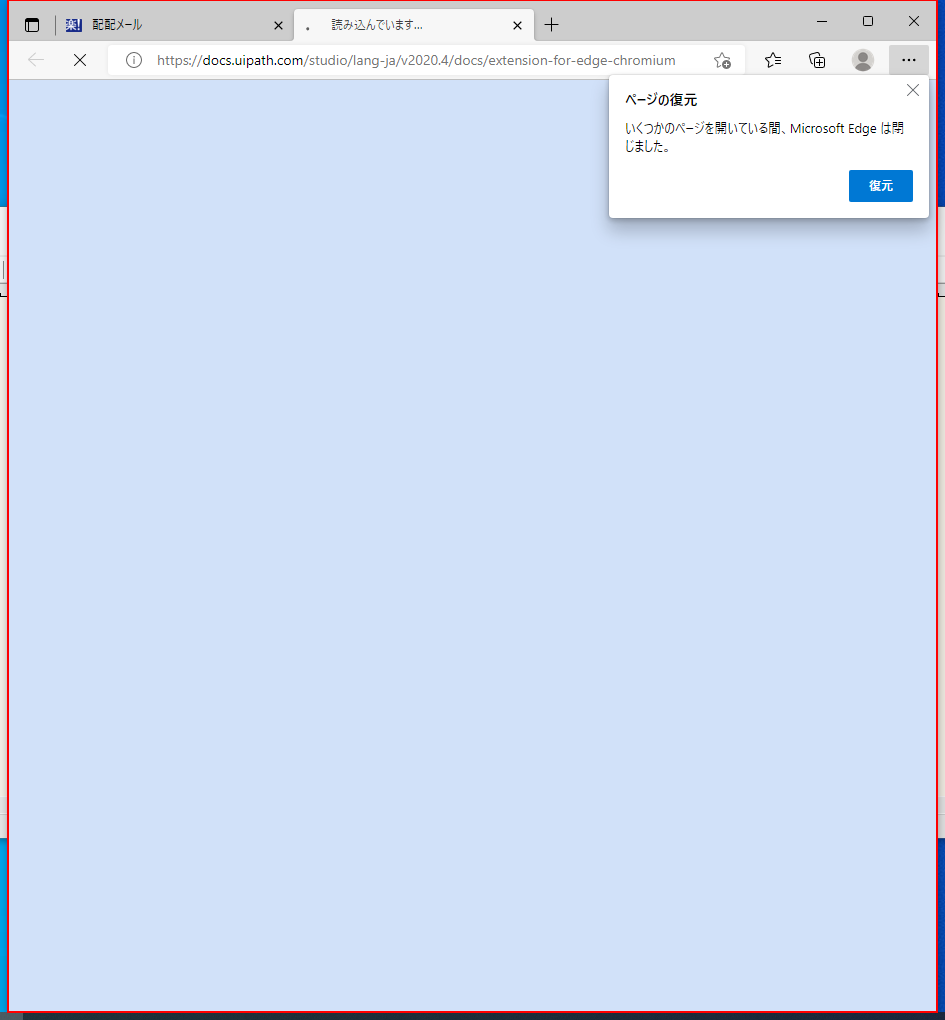 楽!
配配メール
読み込んでいます...
https://docs.uipath.com/studio/lang-ja/v2020.4/docs/extension-for-edge-chromium
ページの復元
いくつかのページを開いている間、Microsoft Edge は閉
じました。
復元